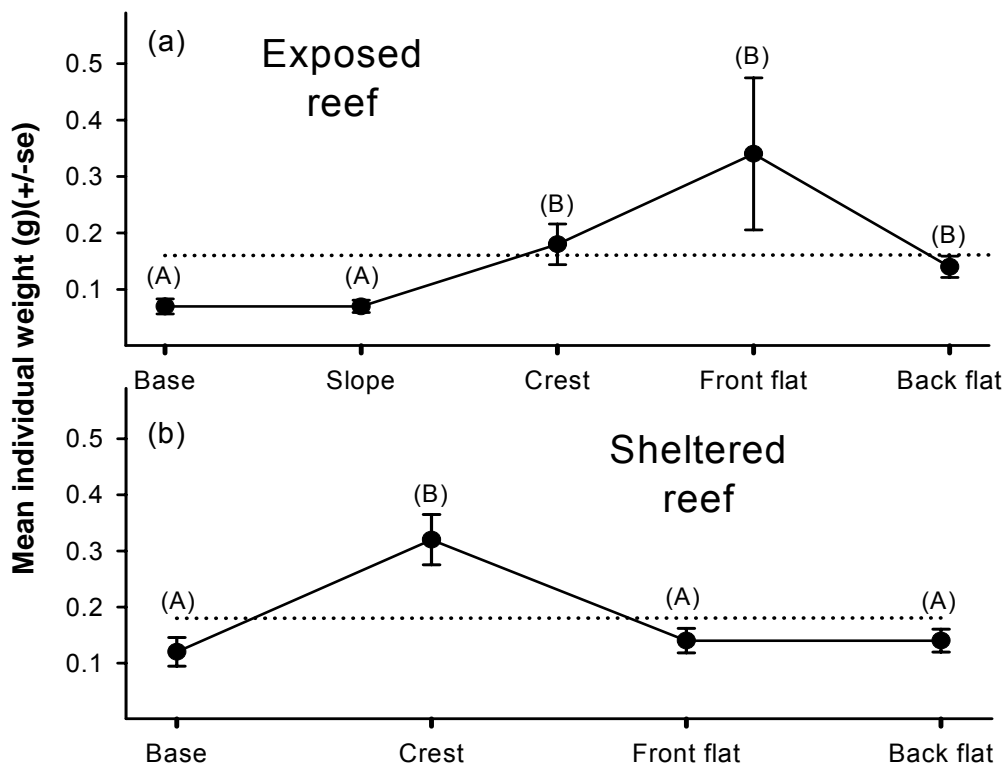 Mean individual weight (g)(+/-se)
(a)
Exposed
reef
0.5
0.4
0.3
0.2
0.1
(A)
(A)
(B)
(B)
(B)
Base
Slope
Crest
Front flat
Back flat
(b)
Sheltered
reef
0.5
0.4
0.3
0.2
0.1
(A)
(B)
(A)
(A)
Base
Crest
Front flat
Back flat